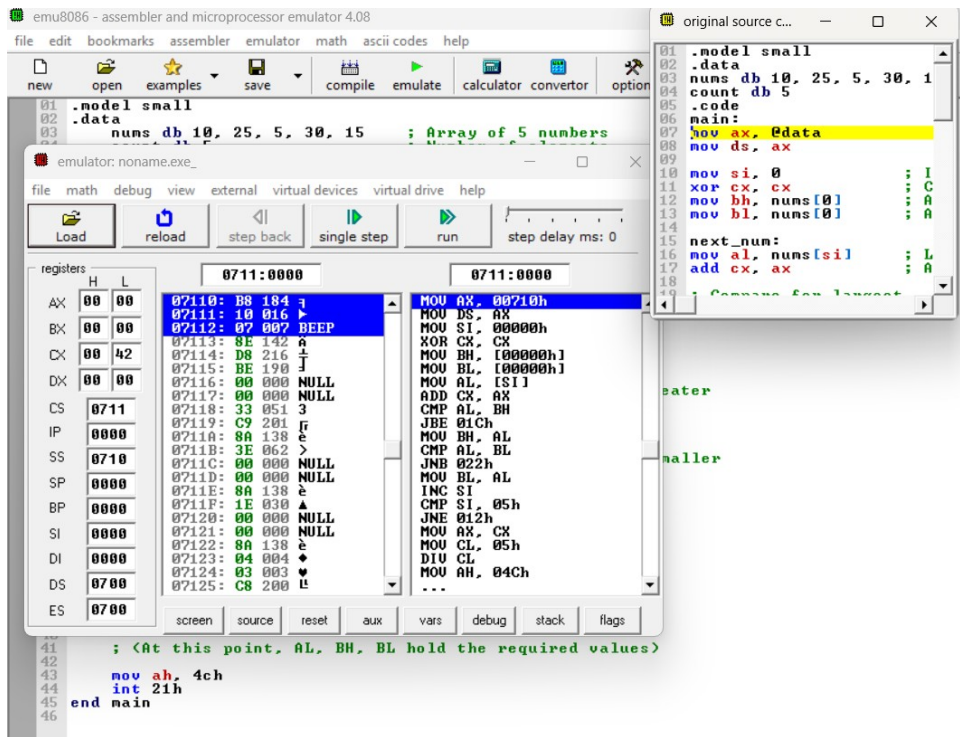 emu8086 - assembler and microprocessor emulator 4.08
file edit bookmarks assembler emulator math ascii codes help
new open examples save compile emulate calculator convertor option
01 .model small
02 .data
03 nums db 10, 25, 5, 30, 15 ; Array of 5 numbers
original source c...
01 .model small
02 .data
03 nums db 10, 25, 5, 30, 1
04 count db 5
05 .code
06 main:
07 mov ax, @data
08 mov ds, ax
09
10 mov si, 0 ; I
11 xor cx, cx ; C
12 mov bh, nums[0] ; A
13 mov bl, nums[0] ; A
14
15 next_num:
16 mov al, nums[si] ; L
17 add cx, ax ; A
18
emulator: noname.exe_
file math debug view external virtual devices virtual drive help
Load reload step back single step run step delay ms: 0
registers
H L
AX 00 00
BX 00 00
CX 00 42
DX 00 00
CS 0711
IP 0000
SS 0710
SP 0000
BP 0000
SI 0000
DI 0000
DS 0700
ES 0700
0711:0000
07110: B8 184 ╕
07111: 10 016 ►
07112: 07 007 BEEP
07113: 8E 142 Ä
07114: D8 216 ╪
07115: BE 190 ╛
07116: 00 000 NULL
07117: 00 000 NULL
07118: 33 051 3
07119: C9 201 ╔
0711A: 8A 138 è
0711B: 3E 062 >
0711C: 00 000 NULL
0711D: 00 000 NULL
0711E: 8A 138 è
0711F: 1E 030 ▲
07120: 00 000 NULL
07121: 00 000 NULL
07122: 8A 138 è
07123: 04 004 ♦
07124: 03 003 ♥
07125: C8 200 ╚
0711:0000
MOV AX, 00710h
MOV DS, AX
MOV SI, 00000h
XOR CX, CX
MOV BH, [00000h]
MOV BL, [00000h]
MOV AL, [SI]
ADD CX, AX
CMP AL, BH
JBE 01Ch
MOV BH, AL
CMP AL, BL
JNB 022h
MOV BL, AL
INC SI
CMP SI, 05h
JNE 012h
MOV AX, CX
MOV CL, 05h
DIV CL
MOV AH, 04Ch
...
screen source reset aux vars debug stack flags
eater
maller
41 ; (At this point, AL, BH, BL hold the required values)
42
43 mov ah, 4ch
44 int 21h
45 end main
46